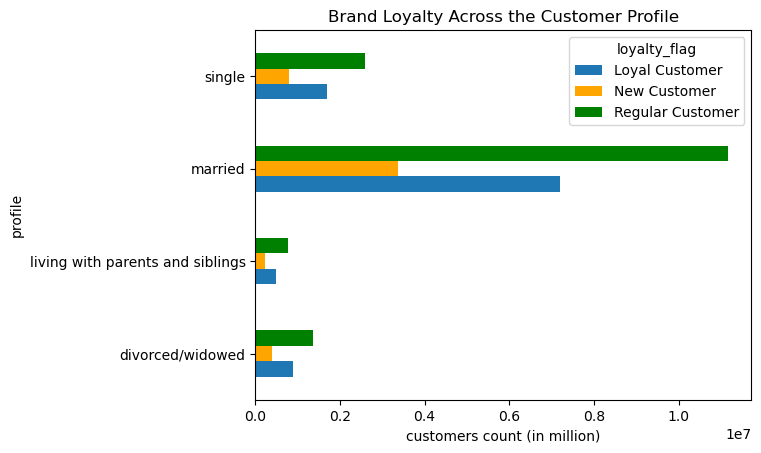 Brand Loyalty Across the Customer Profile
loyalty_flag
Loyal Customer
New Customer
Regular Customer
single
married
living with parents and siblings
divorced/widowed
profile
0.0 0.2 0.4 0.6 0.8 1.0
1e7
customers count (in million)